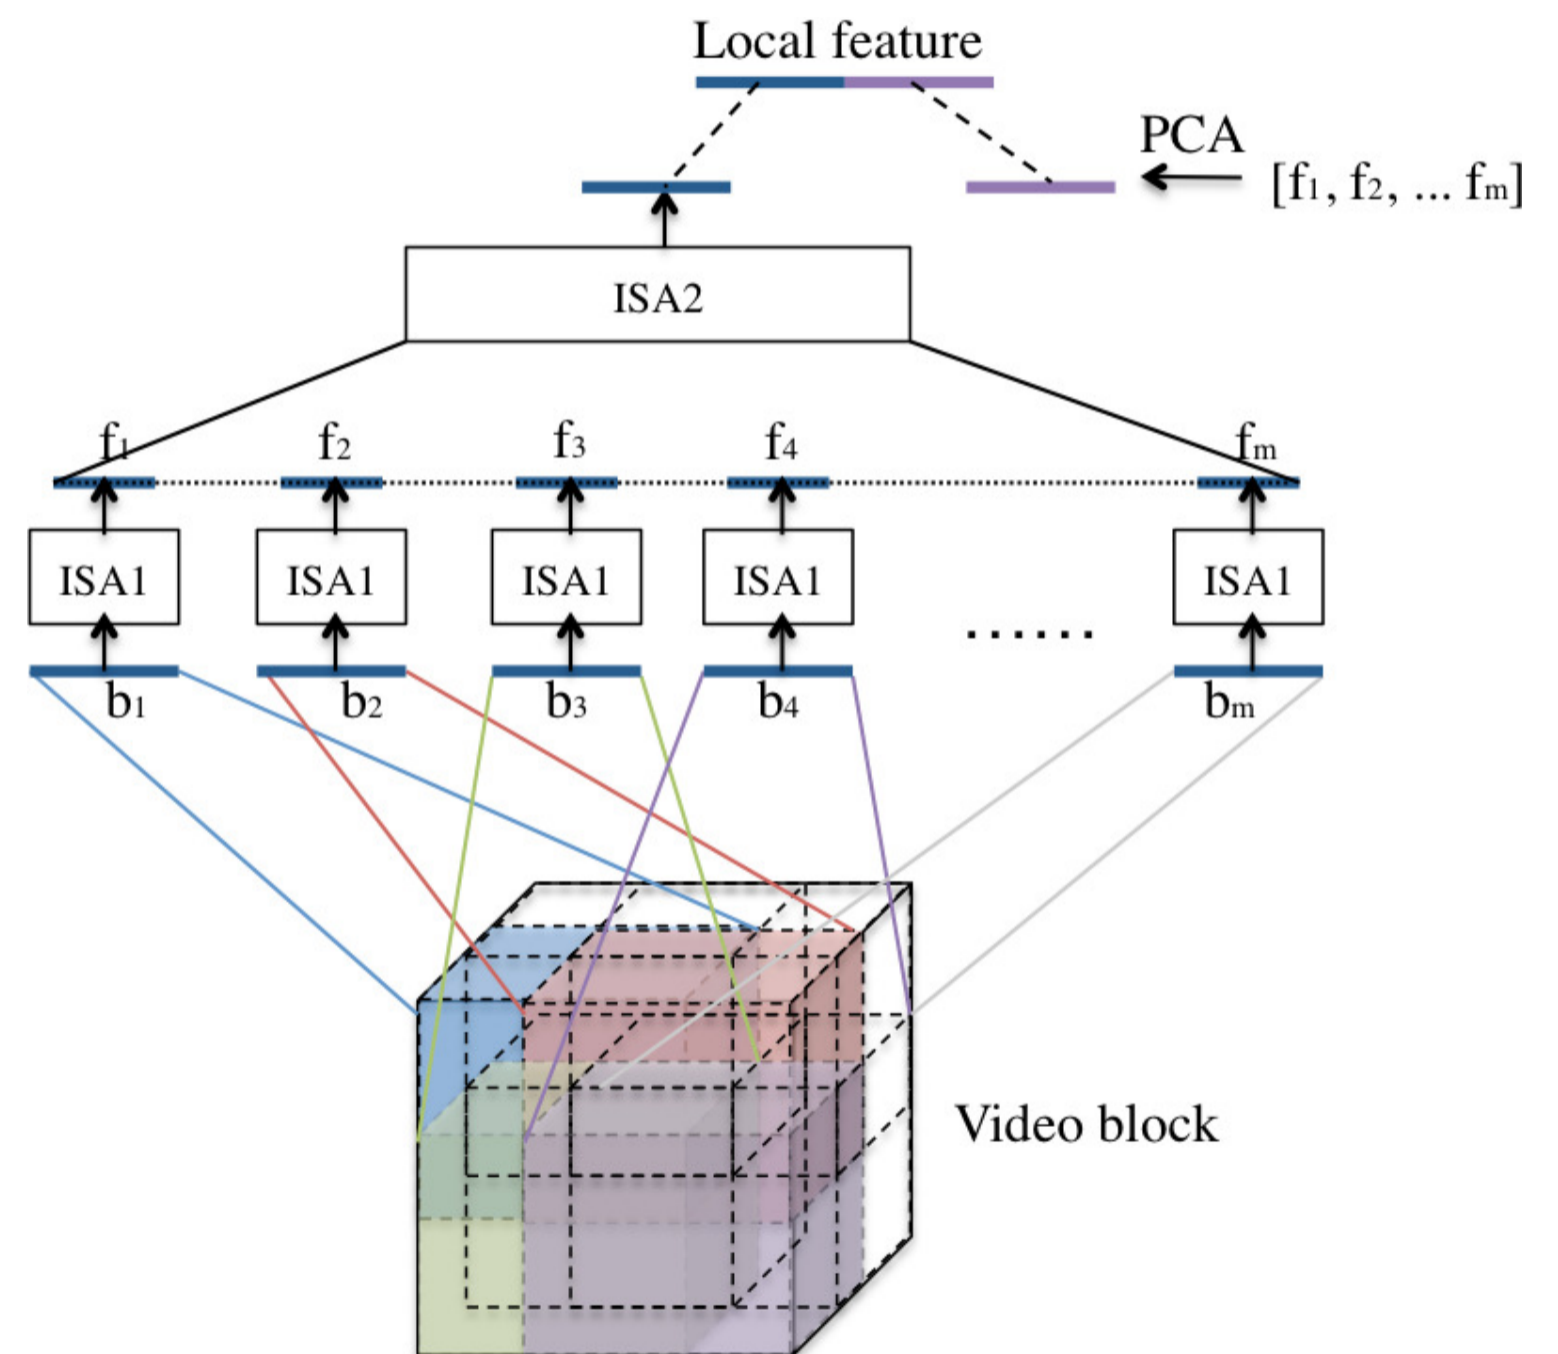 Local feature
PCA
[f1, f2, ... fm]
ISA2
f1 f2 f3 f4 fm
ISA1 ISA1 ISA1 ISA1 ...... ISA1
b1 b2 b3 b4 bm
Video block